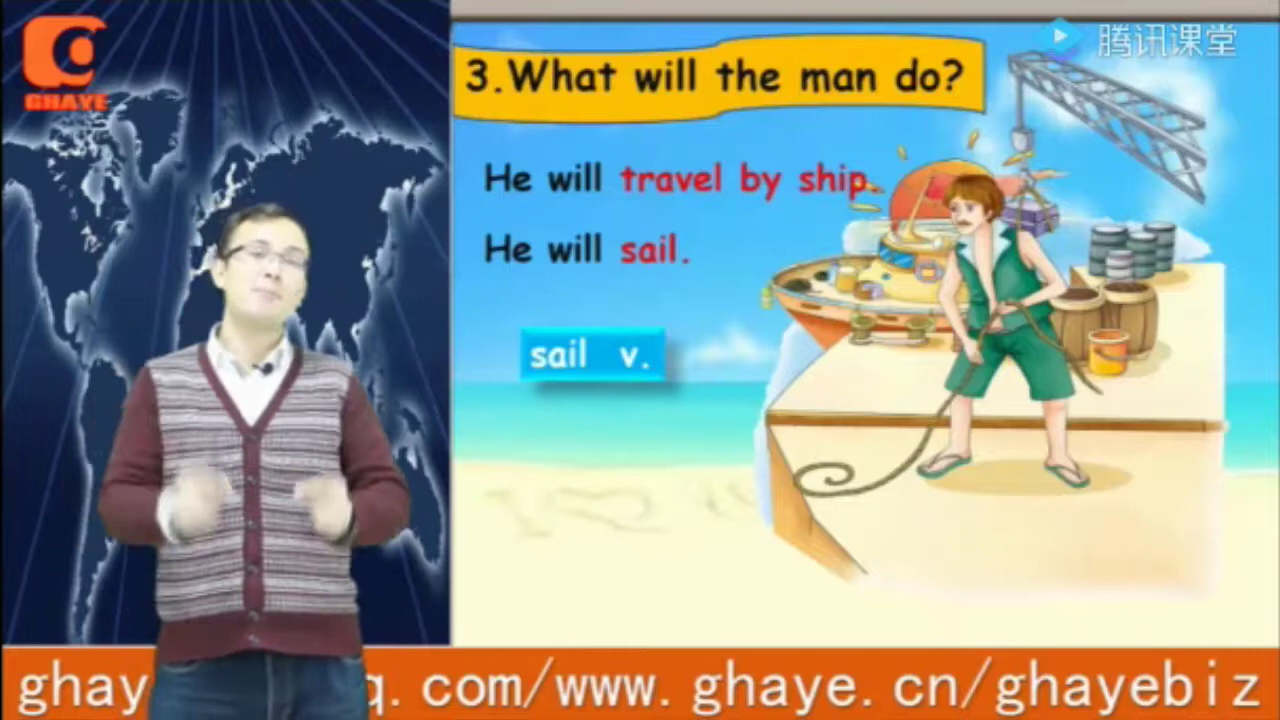 GHAYE
腾讯课堂
3.What will the man do?
He will travel by ship.
He will sail.
sail v.
ghay q.com/www.ghaye.cn/ghayebiz